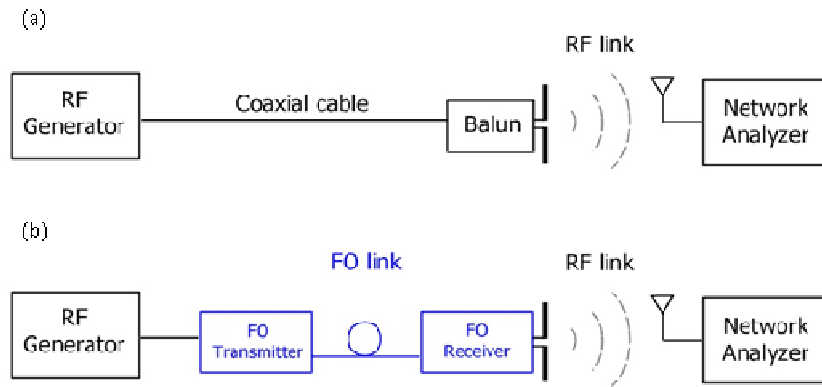 (a)
RF link
RF
Generator
Coaxial cable
Balun
Network
Analyzer
(b)
FO link
RF link
RF
Generator
FO
Transmitter
FO
Receiver
Network
Analyzer